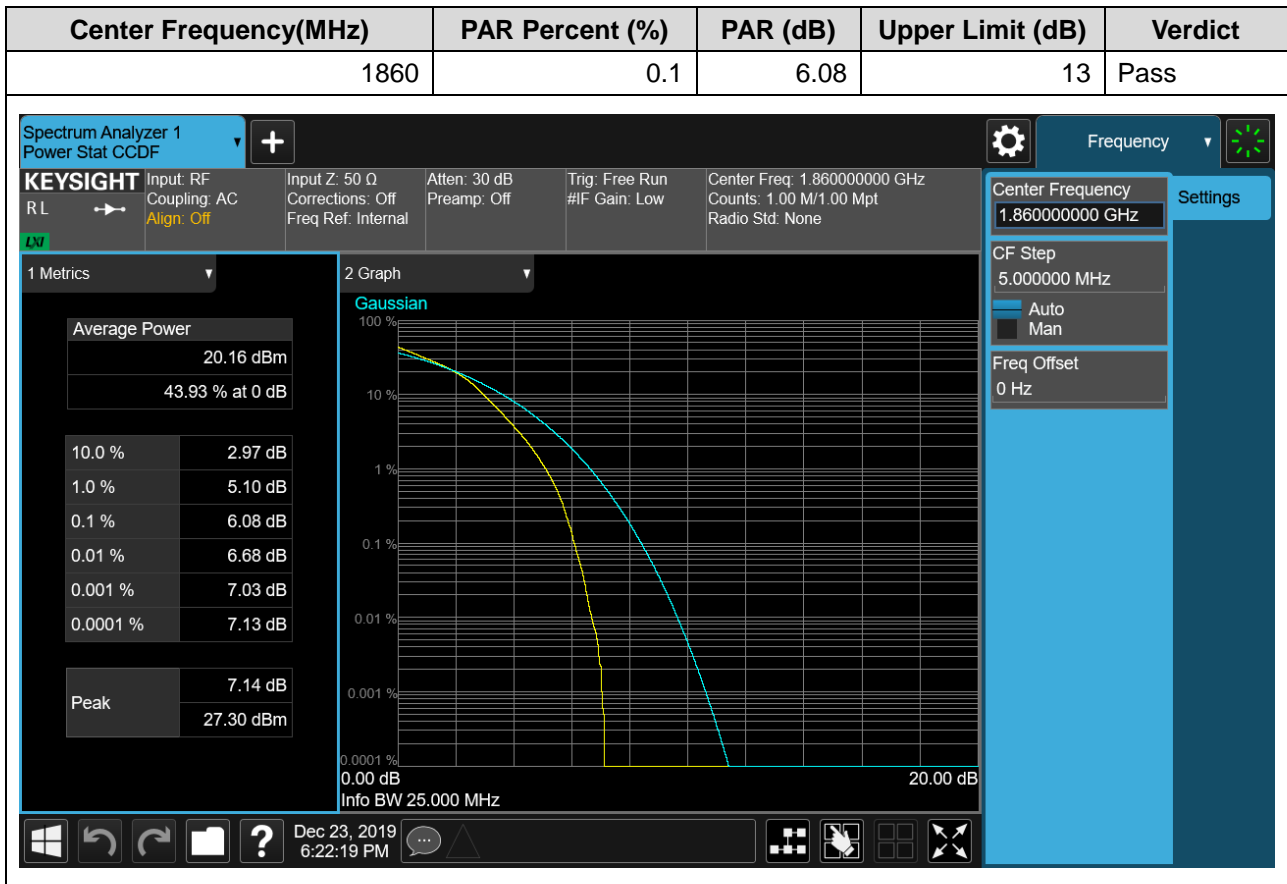 Center Frequency(MHz) PAR Percent (%) PAR (dB) Upper Limit (dB) Verdict
1860 0.1 6.08 13 Pass
Spectrum Analyzer 1
Power Stat CCDF
Frequency
KEYSIGHT
R L
LXI
Input: RF
Coupling: AC
Align: Off
Input Z: 50 Ω
Corrections: Off
Freq Ref: Internal
Atten: 30 dB
Preamp: Off
Trig: Free Run
#IF Gain: Low
Center Freq: 1.860000000 GHz
Counts: 1.00 M/1.00 Mpt
Radio Std: None
Center Frequency
1.860000000 GHz
Settings
CF Step
5.000000 MHz
Auto
Man
Freq Offset
0 Hz
1 Metrics
Average Power
20.16 dBm
43.93 % at 0 dB
10.0 % 2.97 dB
1.0 % 5.10 dB
0.1 % 6.08 dB
0.01 % 6.68 dB
0.001 % 7.03 dB
0.0001 % 7.13 dB
Peak
7.14 dB
27.30 dBm
2 Graph
Gaussian
100 %
10 %
1 %
0.1 %
0.01 %
0.001 %
0.0001 %
0.00 dB 20.00 dB
Info BW 25.000 MHz
?
Dec 23, 2019
6:22:19 PM